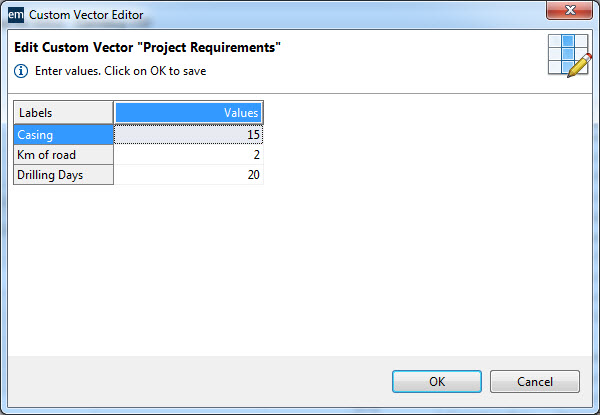 em Custom Vector Editor
Edit Custom Vector "Project Requirements"
Enter values. Click on OK to save
Labels Values
Casing 15
Km of road 2
Drilling Days 20
OK Cancel